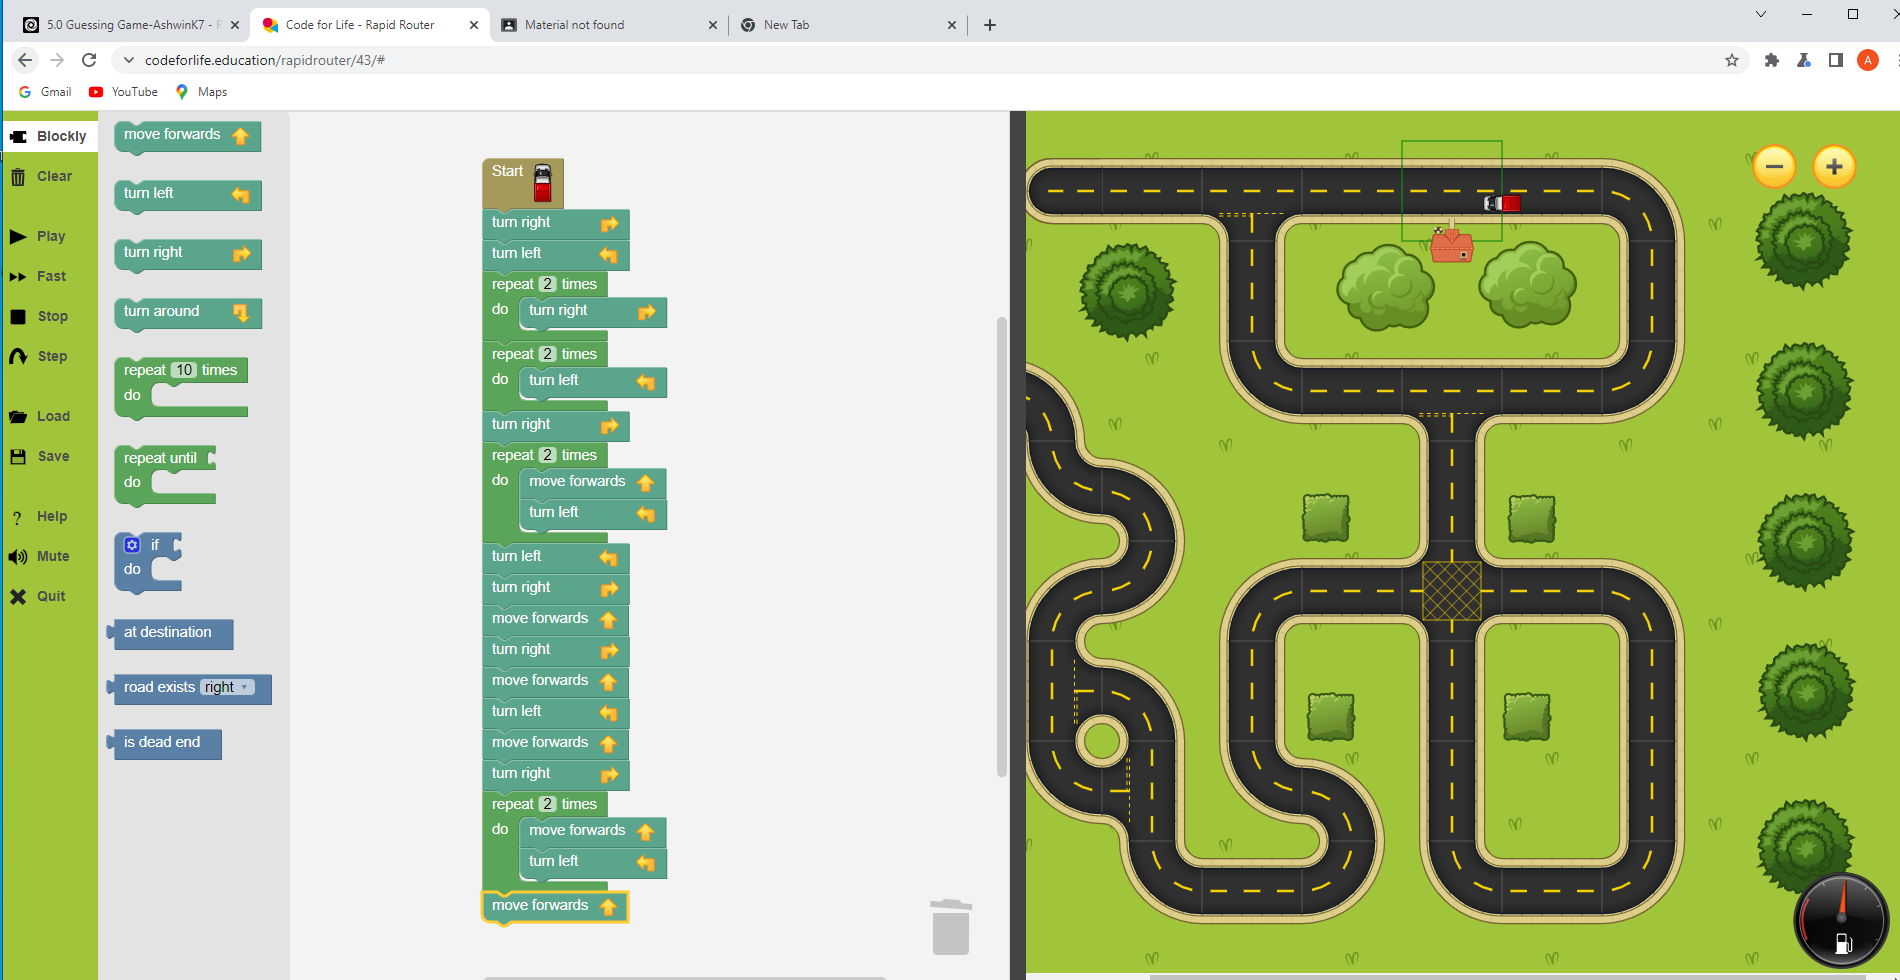 5.0 Guessing Game-AshwinK7 - R
Code for Life - Rapid Router
Material not found
New Tab
codeforlife.education/rapidrouter/43/#
A
Gmail
YouTube
Maps
Blockly
Clear
Play
Fast
Stop
Step
Load
Save
Help
Mute
Quit
move forwards
turn left
turn right
turn around
repeat 10 times
do
repeat until
do
if
do
at destination
road exists right
is dead end
Start
turn right
turn left
repeat 2 times
do turn right
repeat 2 times
do turn left
turn right
repeat 2 times
do move forwards
turn left
turn left
turn right
move forwards
turn right
move forwards
turn left
move forwards
turn right
repeat 2 times
do move forwards
turn left
move forwards